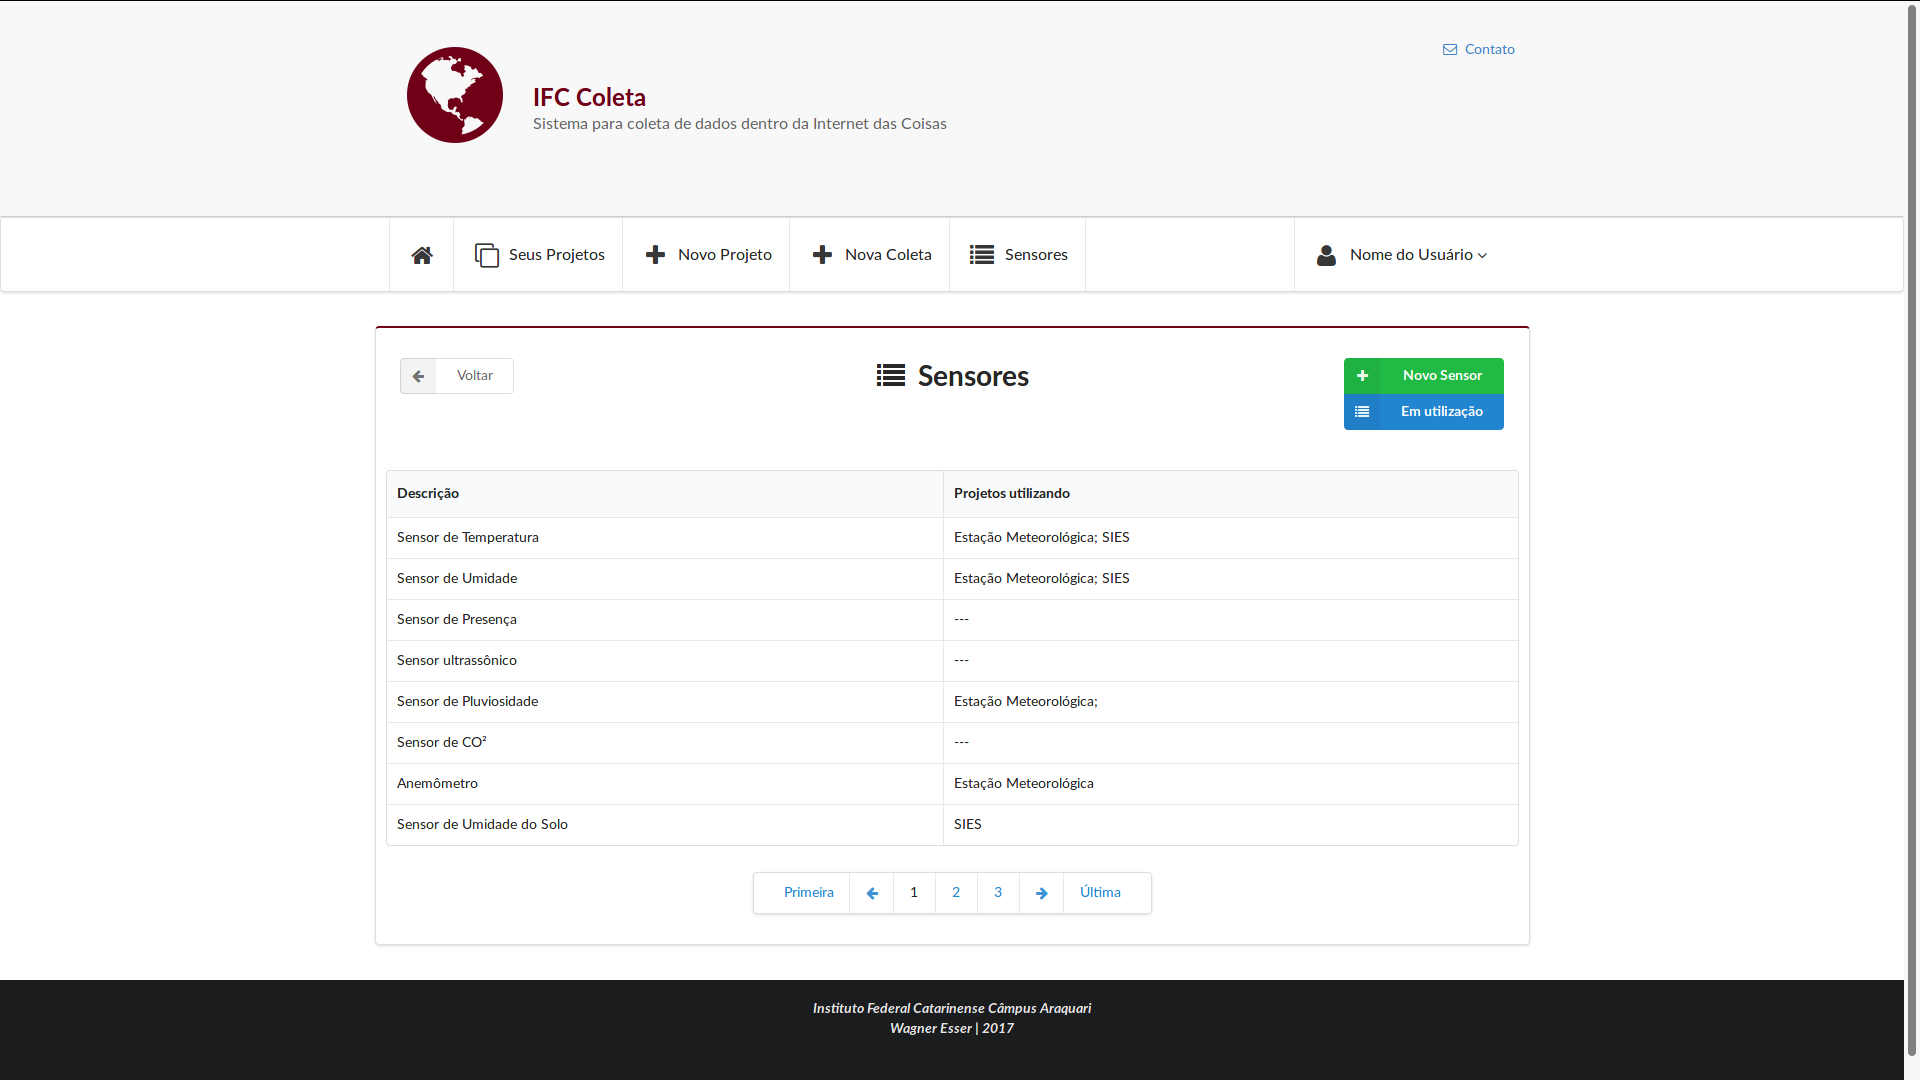 Contato
IFC Coleta
Sistema para coleta de dados dentro da Internet das Coisas
Seus Projetos
Novo Projeto
Nova Coleta
Sensores
Nome do Usuário
Voltar
Sensores
Novo Sensor
Em utilização
Descrição Projetos utilizando
Sensor de Temperatura Estação Meteorológica; SIES
Sensor de Umidade Estação Meteorológica; SIES
Sensor de Presença ---
Sensor ultrassônico ---
Sensor de Pluviosidade Estação Meteorológica;
Sensor de CO² ---
Anemômetro Estação Meteorológica
Sensor de Umidade do Solo SIES
Primeira 1 2 3 Última
Instituto Federal Catarinense Câmpus Araquari
Wagner Esser | 2017